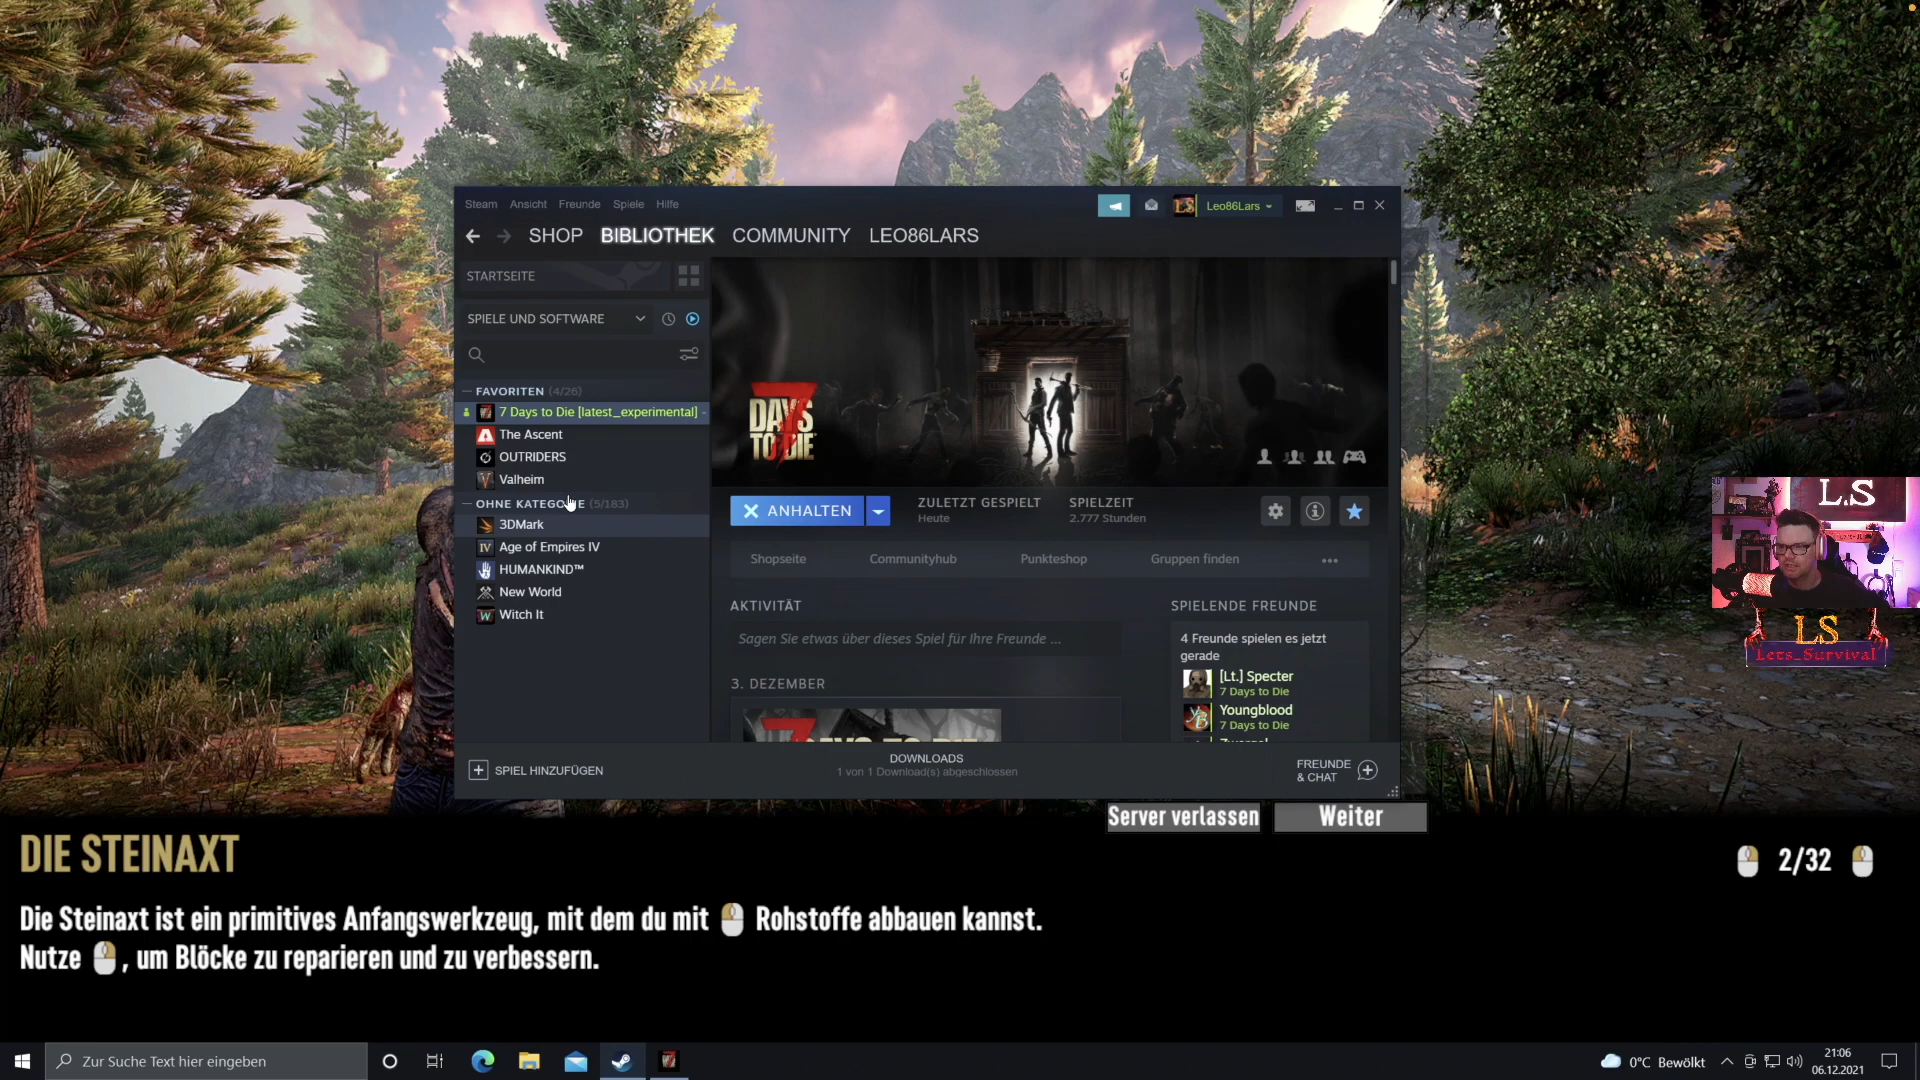 Steam Ansicht Freunde Spiele Hilfe
Leo86Lars
SHOP BIBLIOTHEK COMMUNITY LEO86LARS
STARTSEITE
SPIELE UND SOFTWARE
FAVORITEN (4/26)
7 Days to Die [latest_experimental] -
The Ascent
OUTRIDERS
Valheim
OHNE KATEGORIE (5/183)
3DMark
Age of Empires IV
HUMANKIND™
New World
Witch It
7
DAYS
TO DIE
ANHALTEN
ZULETZT GESPIELT
Heute
SPIELZEIT
2.777 Stunden
Shopseite Communityhub Punkteshop Gruppen finden
AKTIVITÄT
Sagen Sie etwas über dieses Spiel für Ihre Freunde ...
3. DEZEMBER
SPIELENDE FREUNDE
4 Freunde spielen es jetzt
gerade
[Lt.] Specter
7 Days to Die
Youngblood
7 Days to Die
SPIEL HINZUFÜGEN
DOWNLOADS
1 von 1 Download(s) abgeschlossen
FREUNDE
& CHAT
L.S
LS
Lets_Survival
Server verlassen Weiter
DIE STEINAXT
2/32
Die Steinaxt ist ein primitives Anfangswerkzeug, mit dem du mit Rohstoffe abbauen kannst.
Nutze , um Blöcke zu reparieren und zu verbessern.
Zur Suche Text hier eingeben
0°C Bewölkt
21:06
06.12.2021